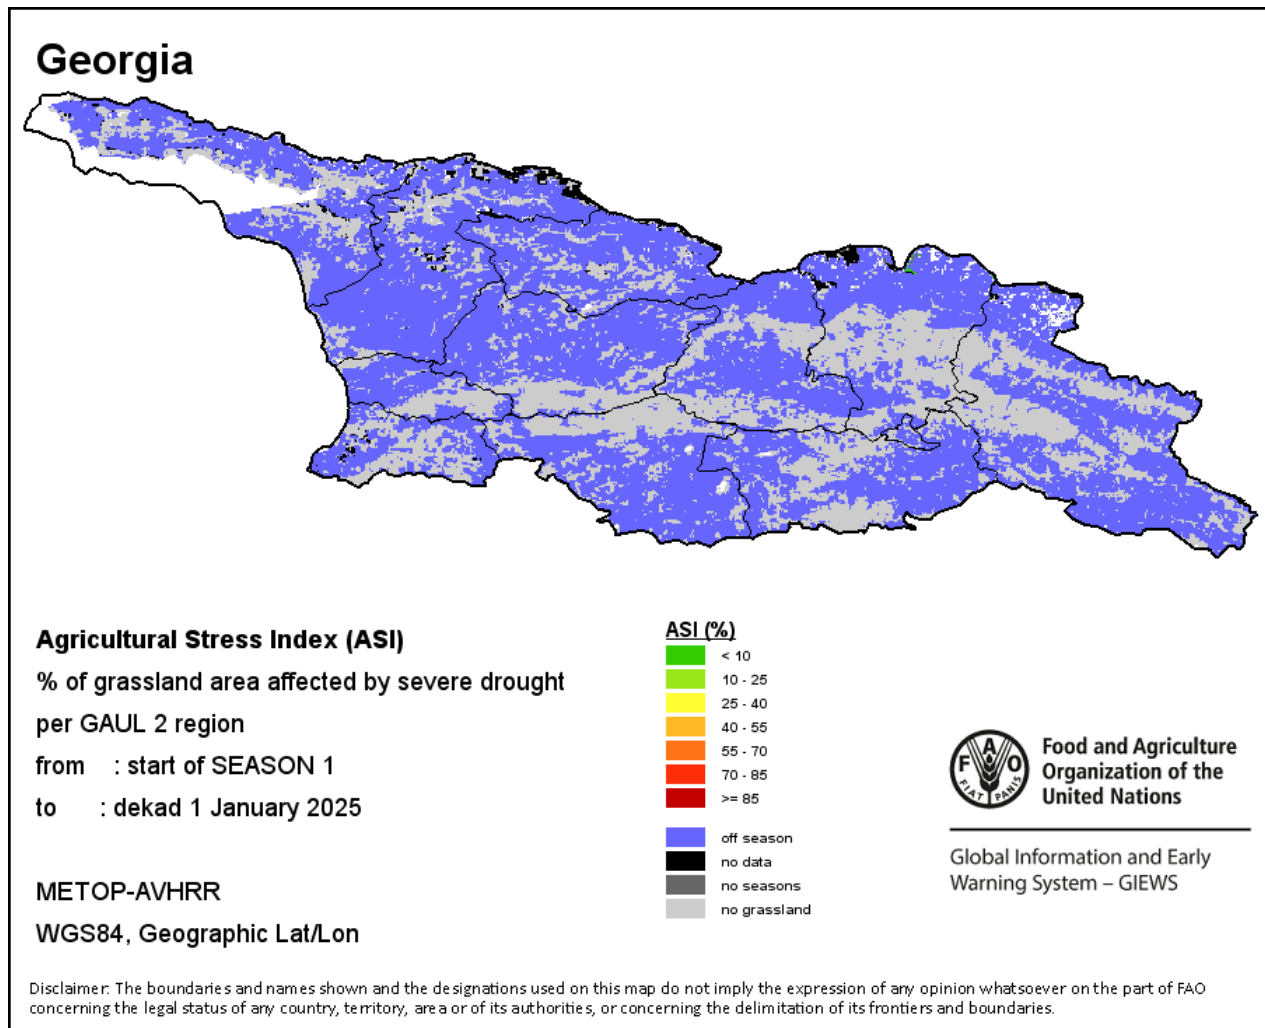 Georgia
Agricultural Stress Index (ASI)
% of grassland area affected by severe drought
per GAUL 2 region
from : start of SEASON 1
to : dekad 1 January 2025
METOP-AVHRR
WGS84, Geographic Lat/Lon
ASI (%)
< 10
10 - 25
25 - 40
40 - 55
55 - 70
70 - 85
>= 85
off season
no data
no seasons
no grassland
F A O
FIAT PANIS
Food and Agriculture
Organization of the
United Nations
Global Information and Early
Warning System – GIEWS
Disclaimer: The boundaries and names shown and the designations used on this map do not imply the expression of any opinion whatsoever on the part of FAO
concerning the legal status of any country, territory, area or of its authorities, or concerning the delimitation of its frontiers and boundaries.